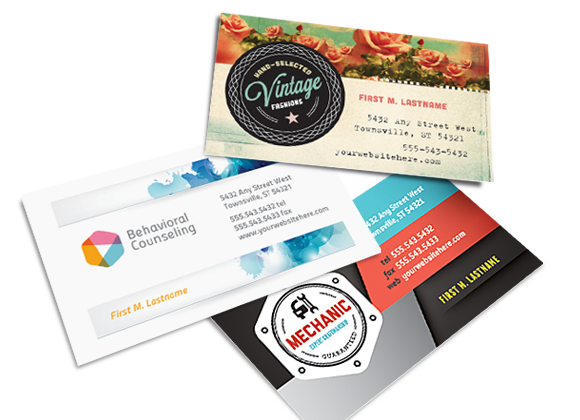 HAND-SELECTED
Vintage
FASHIONS
FIRST M. LASTNAME
5432 Any Street West
Townsville, ST 54321
555-543-5432
yourwebsitehere.com
Behavioral
Counseling
5432 Any Street West
Townsville, ST 54321
555.543.5432 tel
555.543.5433 fax
www.yourwebsitehere.com
First M. Lastname
5432 Any Street West
Townsville, ST 54321
tel 555.543.5432
fax 555.543.5433
web yourwebsitehere.com
FIRST M. LASTNAME
MECHANIC
GUARANTEED